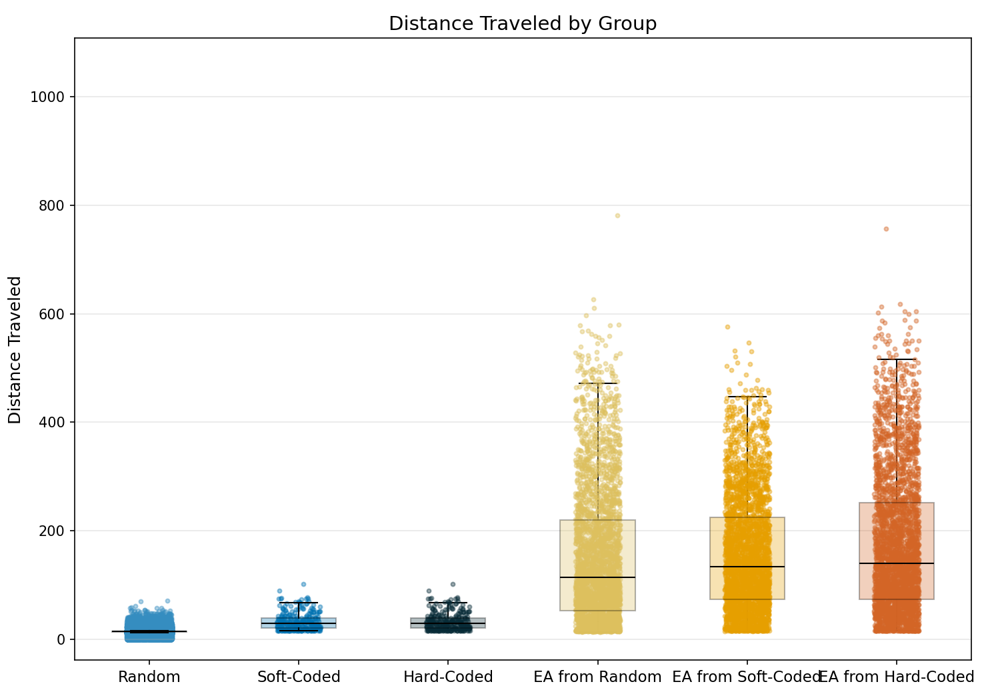 Distance Traveled by Group
1000
800
600
400
200
0
Distance Traveled
Random
Soft-Coded
Hard-Coded
EA from Random
EA from Soft-Coded
EA from Hard-Coded